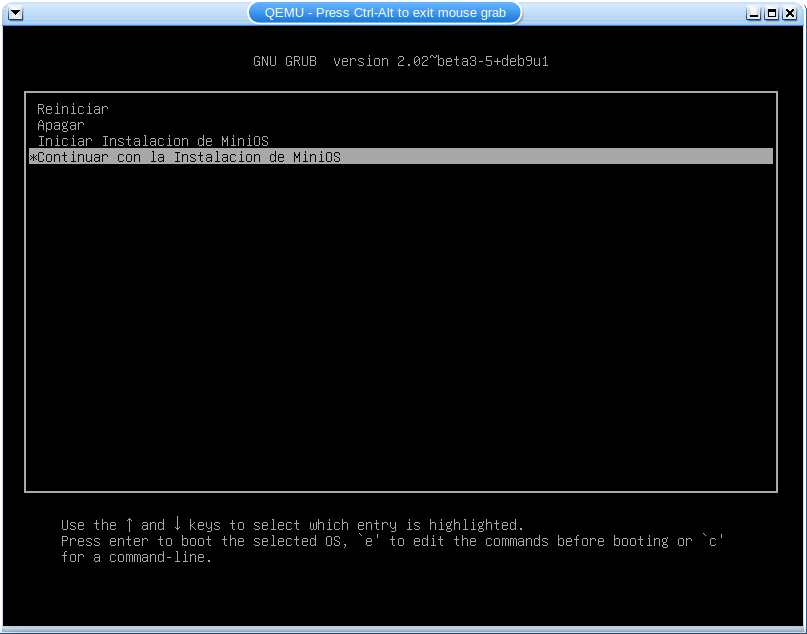 QEMU - Press Ctrl-Alt to exit mouse grab
GNU GRUB  version 2.02~beta3-5+deb9u1
Reiniciar
Apagar
Iniciar Instalacion de MiniOS
*Continuar con la Instalacion de MiniOS
Use the ↑ and ↓ keys to select which entry is highlighted.
Press enter to boot the selected OS, `e' to edit the commands before booting or `c'
for a command-line.